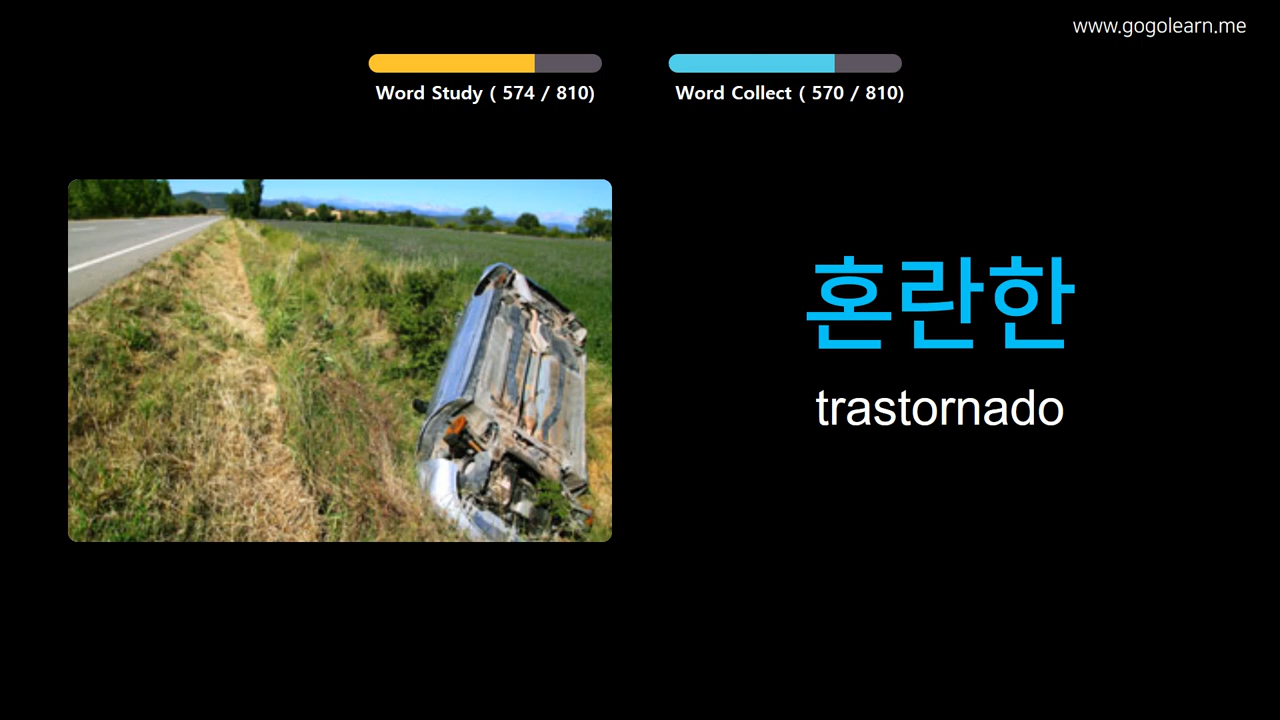 www.gogolearn.me
Word Study ( 574 / 810)
Word Collect ( 570 / 810)
혼란한
trastornado